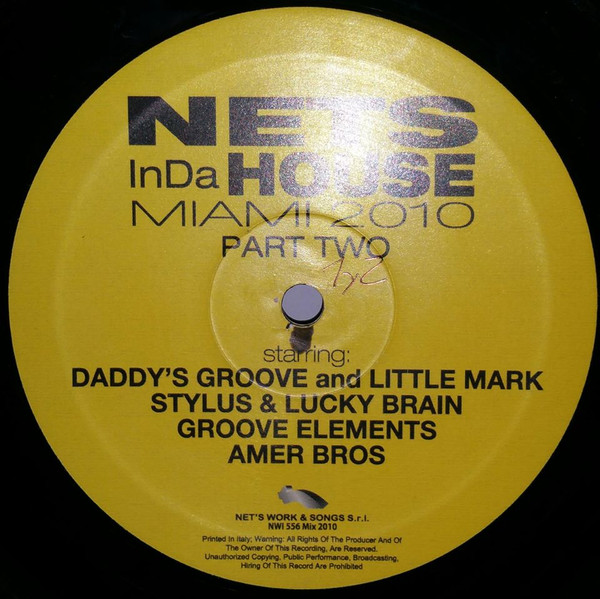 NETS
InDa HOUSE
MIAMI 2010
PART TWO
starring:
DADDY'S GROOVE and LITTLE MARK
STYLUS & LUCKY BRAIN
GROOVE ELEMENTS
AMER BROS
NET'S WORK & SONGS S.r.l.
NWI 556 Mix 2010
Printed In Italy; Warning: All Rights Of The Producer And Of
The Owner Of This Recording, Are Reserved.
Unauthorized Copying, Public Performance, Broadcasting,
Hiring Of This Record Are Prohibited